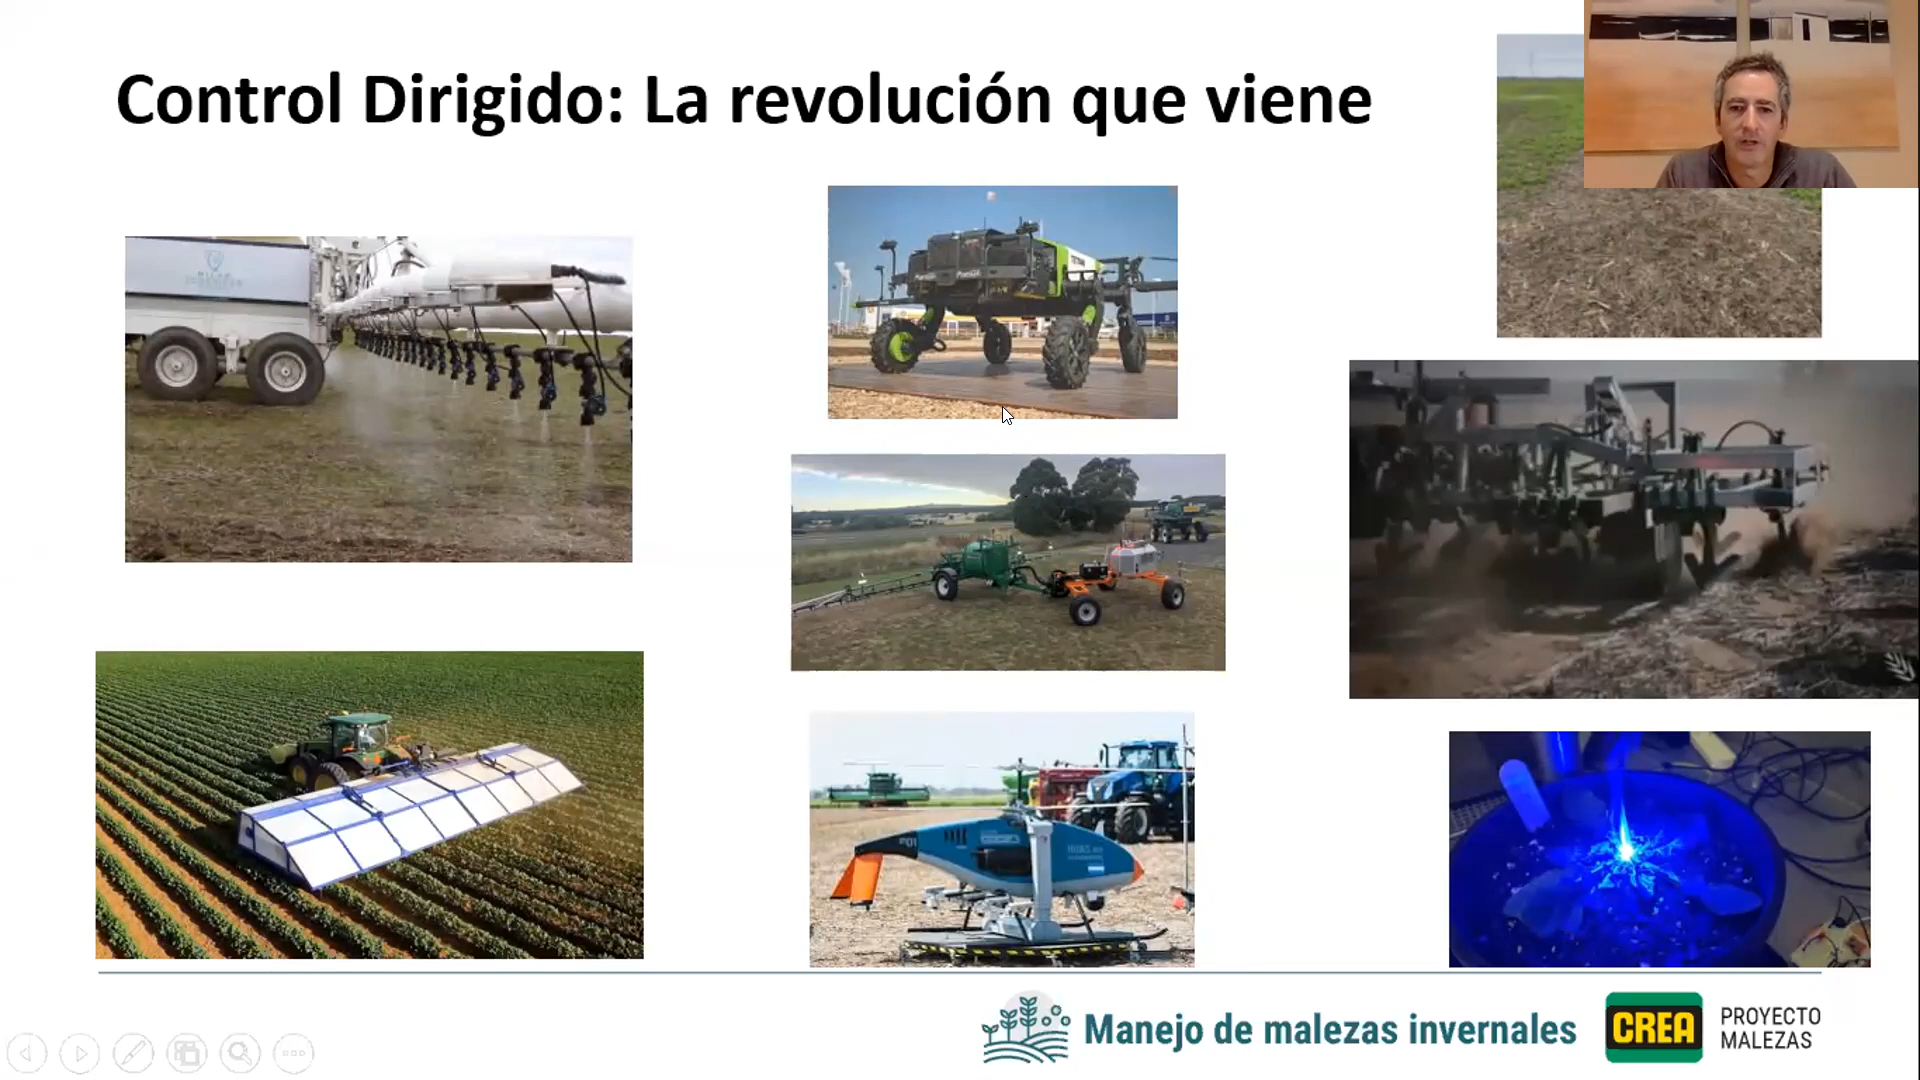 Control Dirigido: La revolución que viene
Manejo de malezas invernales
CREA
PROYECTO
MALEZAS